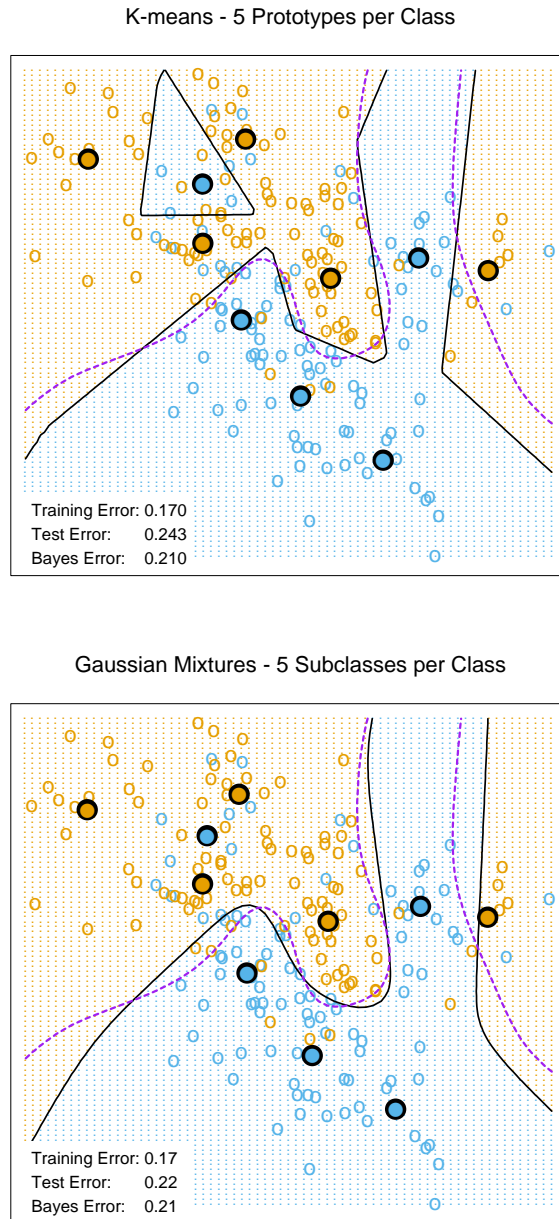 K-means - 5 Prototypes per Class
Training Error: 0.170
Test Error: 0.243
Bayes Error: 0.210
Gaussian Mixtures - 5 Subclasses per Class
Training Error: 0.17
Test Error: 0.22
Bayes Error: 0.21